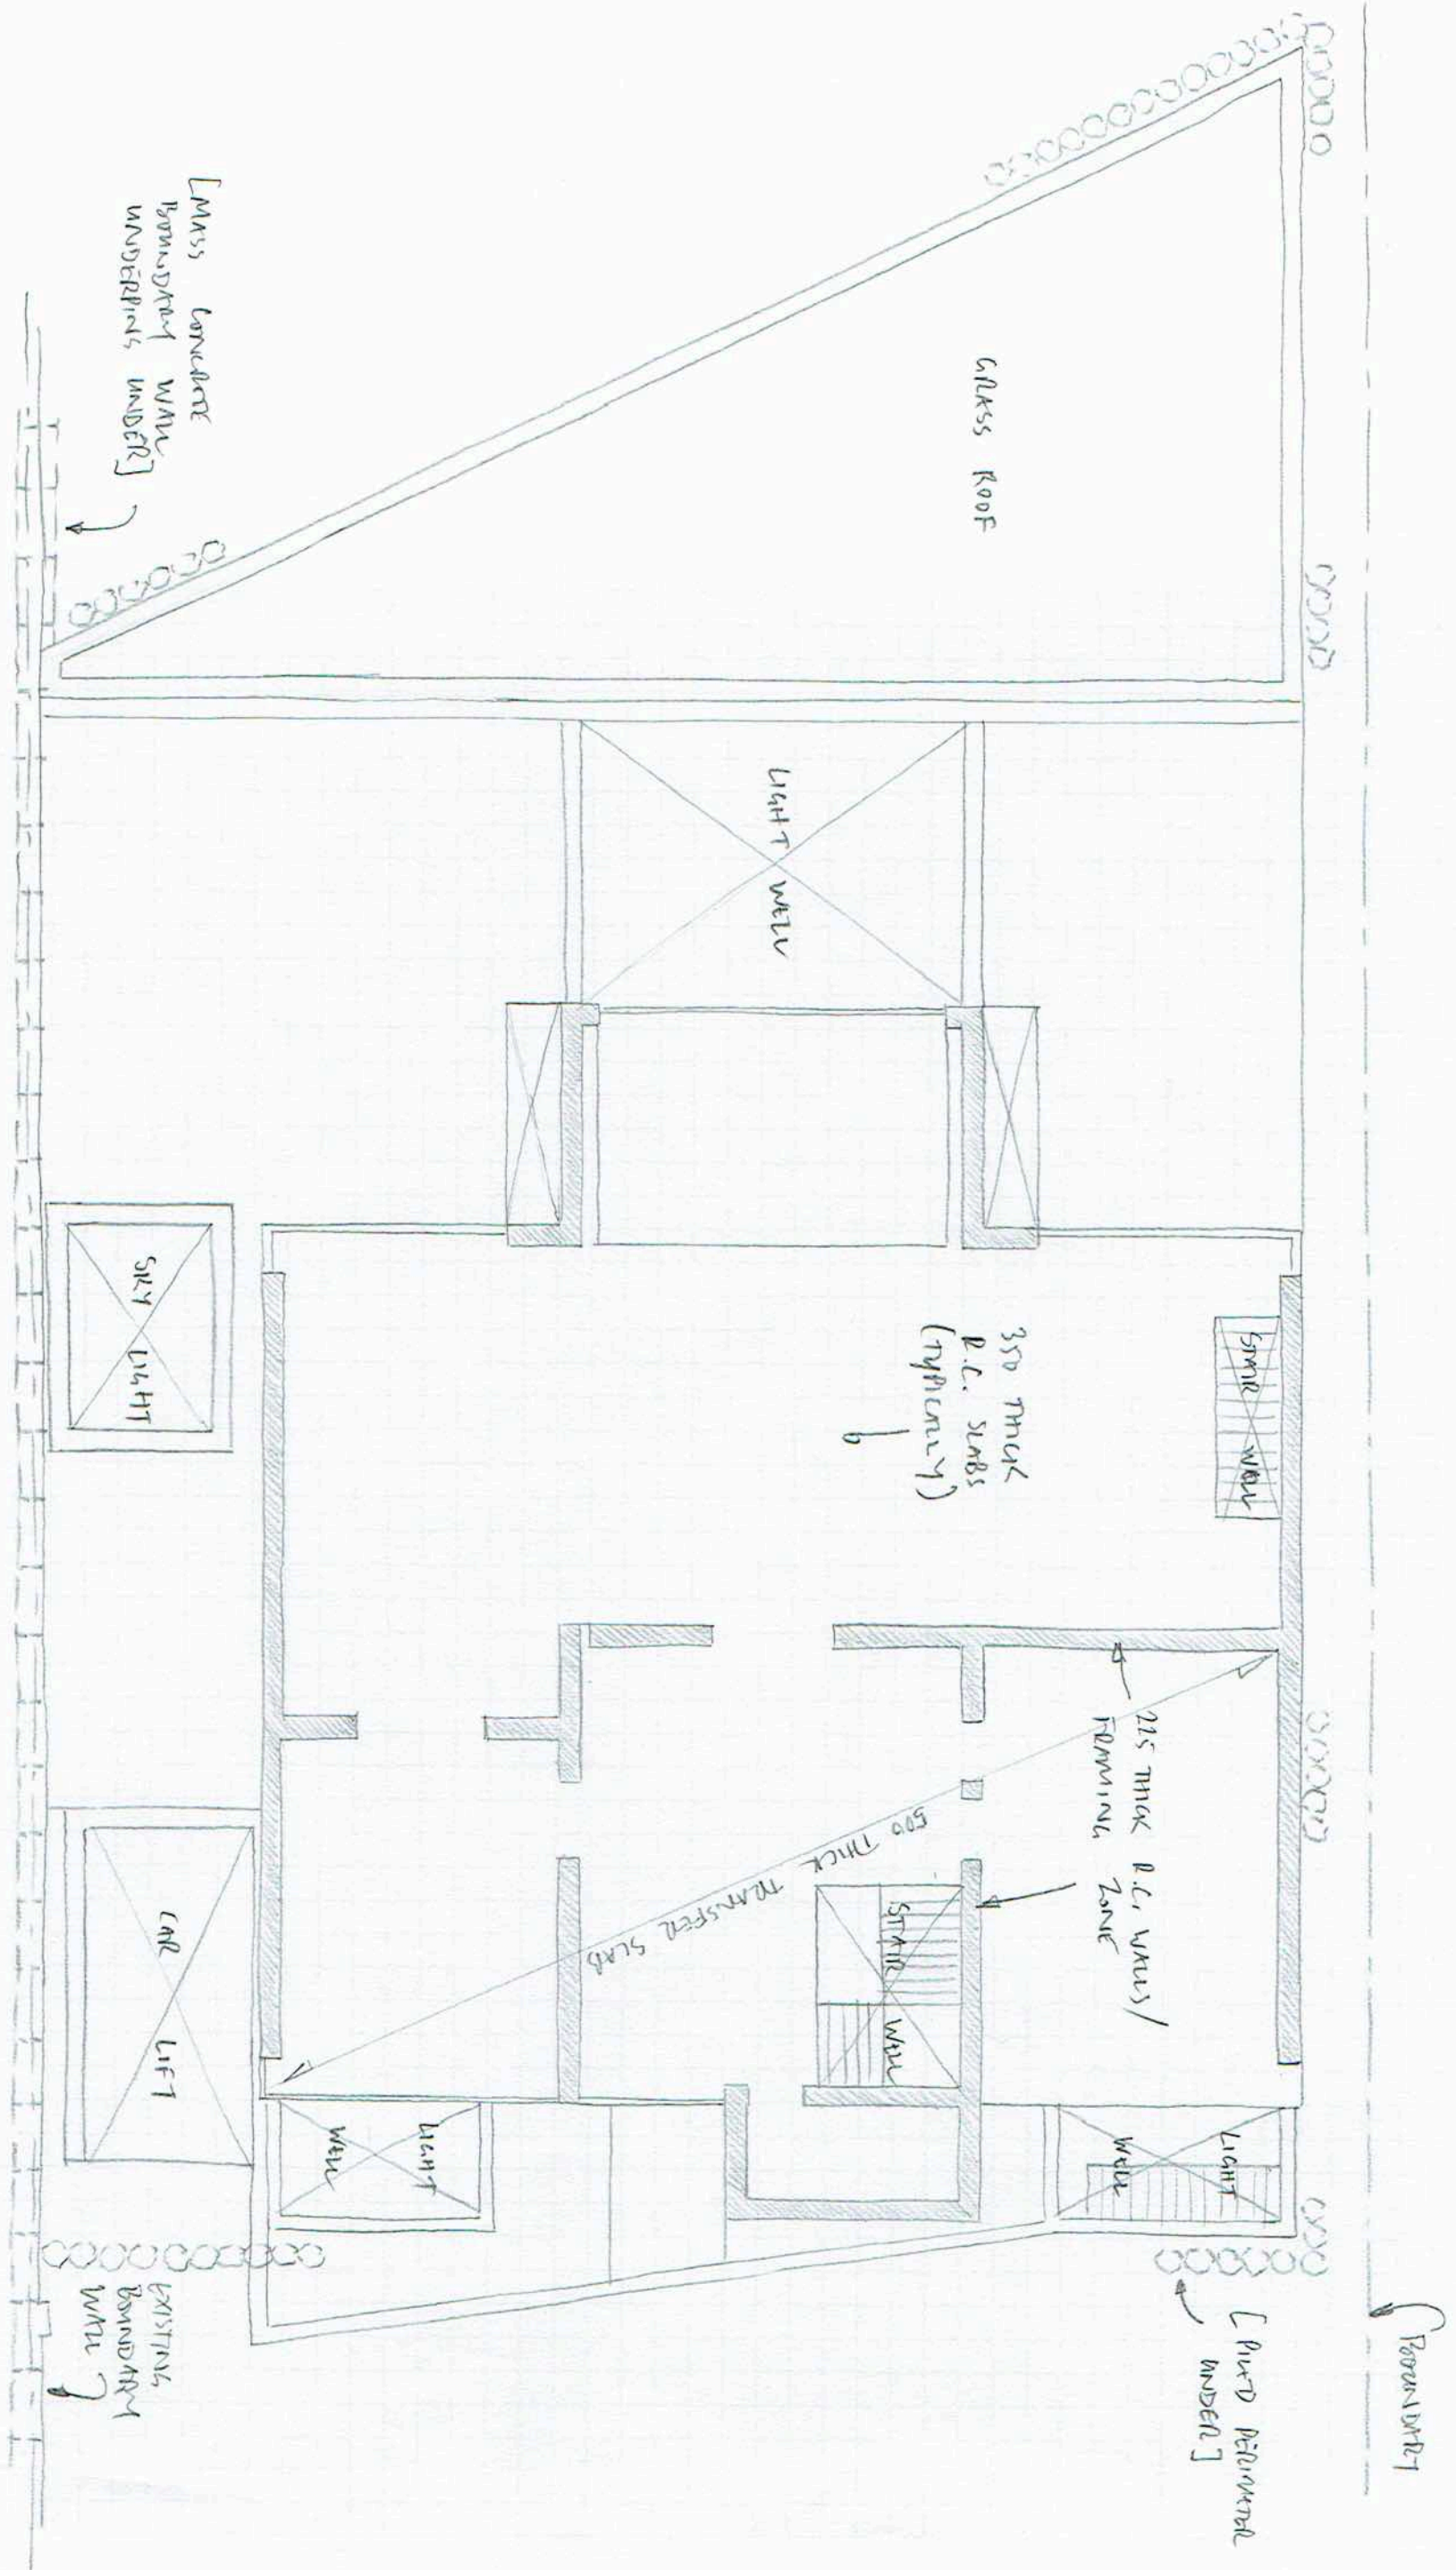 BOUNDARY
[PILED PERIMETER
UNDER]
GRASS ROOF
LIGHT WELL
STAIR WELL
350 THICK
R.C. SLABS
(TYPICALLY)
225 THICK R.C. WALLS/
FRAMING ZONE
500 THICK TRANSFER SLAB
STAIR WELL
LIGHT
WELL
LIGHT
WELL
[MASS CONCRETE
BOUNDARY WALL
UNDERPINS UNDER]
SKY LIGHT
CAR LIFT
EXISTING
BOUNDARY
WALL